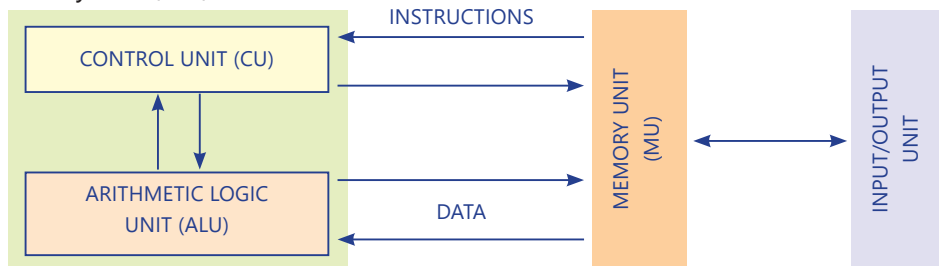 INSTRUCTIONS
CONTROL UNIT (CU)
ARITHMETIC LOGIC
UNIT (ALU)
DATA
MEMORY UNIT
(MU)
INPUT/OUTPUT
UNIT